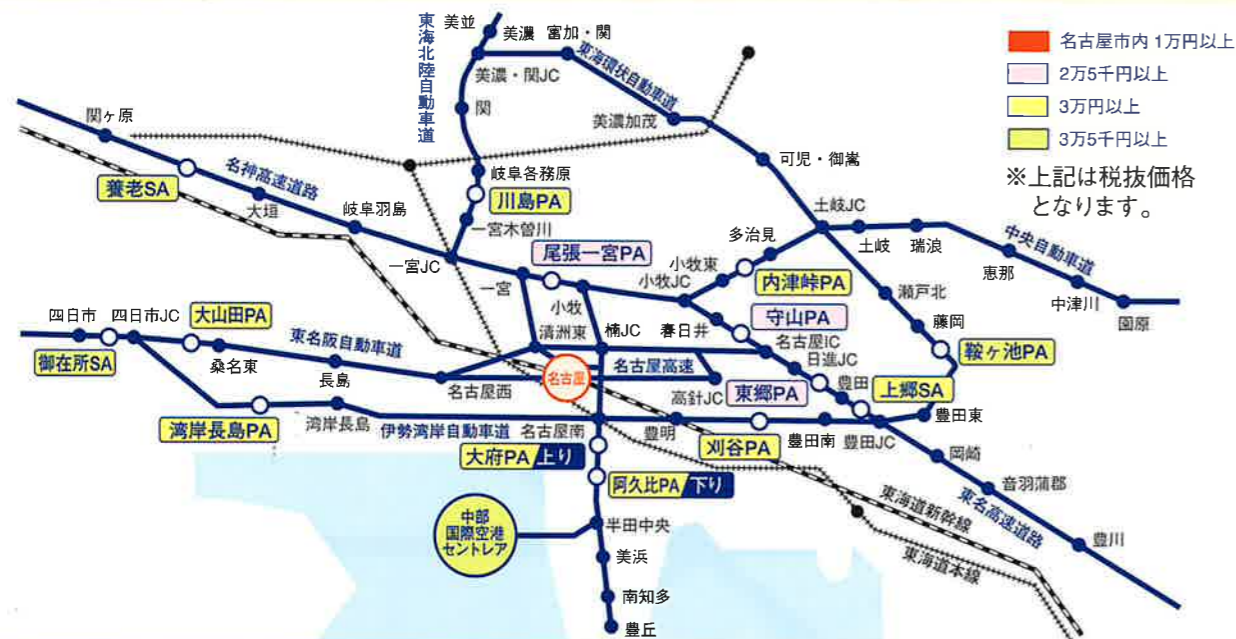 名古屋市内 1万円以上
2万5千円以上
3万円以上
3万5千円以上
※上記は税抜価格
となります。
東海北陸自動車道
美並
美濃
富加・関
美濃・関JC
東海環状自動車道
関
美濃加茂
関ヶ原
名神高速道路
養老SA
大垣
岐阜羽島
岐阜各務原
川島PA
一宮木曽川
一宮JC
可児・御嵩
土岐JC
土岐
瑞浪
中央自動車道
恵那
中津川
園原
多治見
内津峠PA
小牧東
小牧JC
尾張一宮PA
一宮
小牧
瀬戸北
藤岡
鞍ヶ池PA
四日市
四日市JC
大山田PA
御在所SA
桑名東
東名阪自動車道
長島
名古屋西
清洲東
楠JC
春日井
守山PA
名古屋IC
日進JC
名古屋高速
名古屋
高針JC
東郷PA
豊田
上郷SA
豊田東
湾岸長島PA
湾岸長島
伊勢湾岸自動車道
名古屋南
豊明
刈谷PA
豊田南
豊田JC
岡崎
音羽蒲郡
大府PA 上り
阿久比PA 下り
中部
国際空港
セントレア
半田中央
美浜
南知多
豊丘
東海道新幹線
東名高速道路
豊川
東海道本線